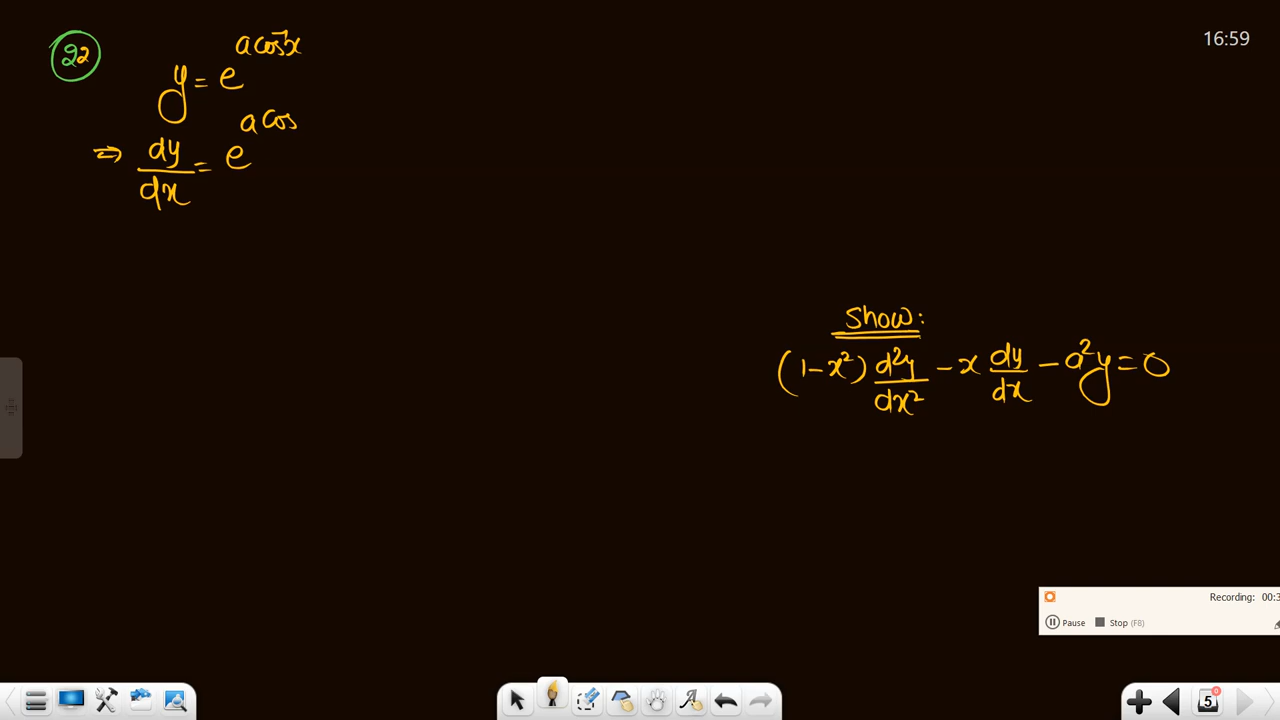 16:59
22
y = e^{a cos⁻¹x}
⇒ dy/dx = e^{a cos
Show:
(1-x²) d²y/dx² - x dy/dx - a²y = 0
Recording: 00:3
Pause Stop (F8)
5